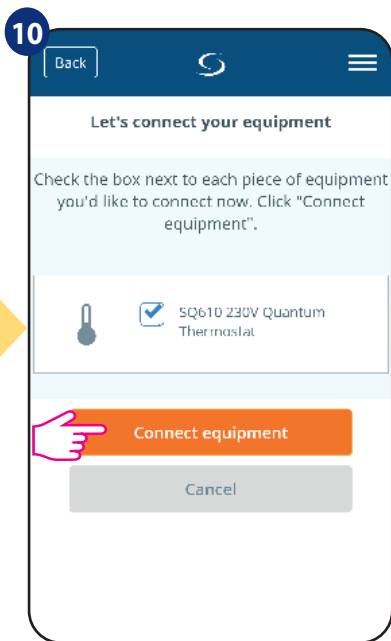 10
Back
Let's connect your equipment
Check the box next to each piece of equipment
you'd like to connect now. Click "Connect
equipment".
SQ610 230V Quantum
Thermostat
Connect equipment
Cancel